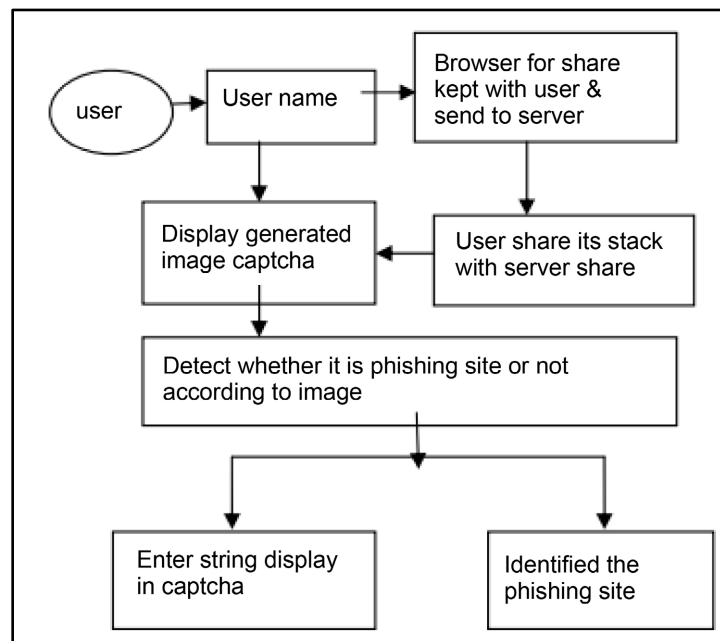 user
User name
Browser for share
kept with user &
send to server
Display generated
image captcha
User share its stack
with server share
Detect whether it is phishing site or not
according to image
Enter string display
in captcha
Identified the
phishing site